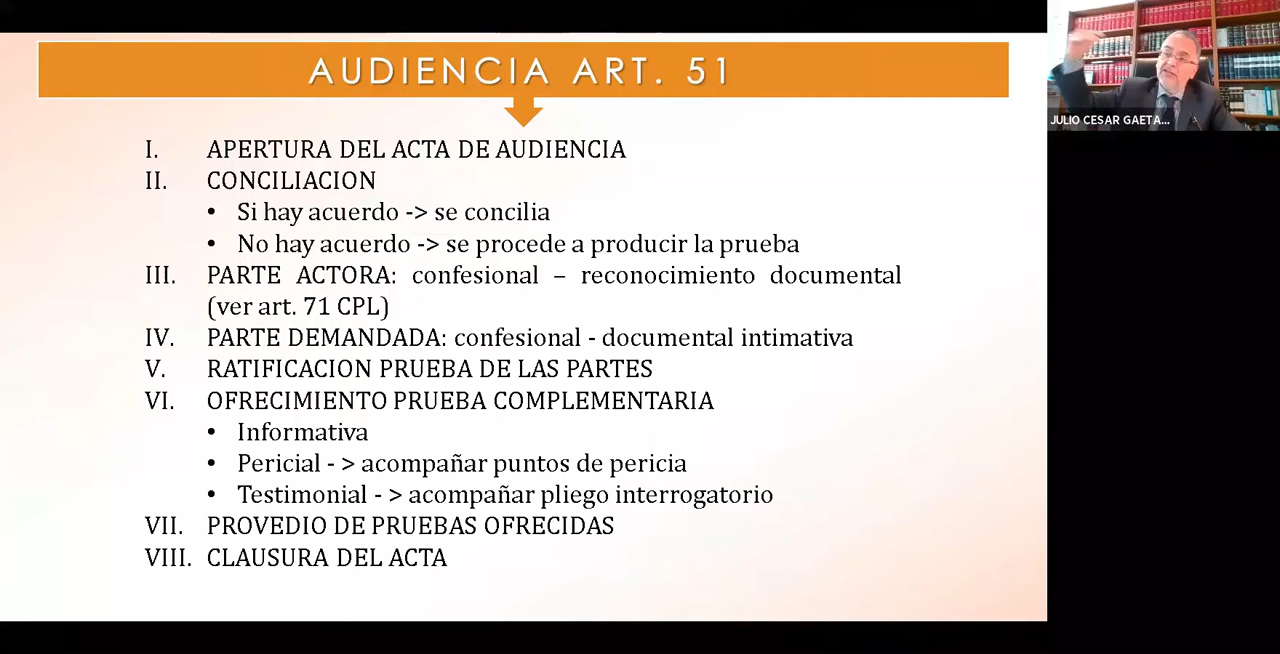 AUDIENCIA ART. 51
JULIO CESAR GAETA...
I. APERTURA DEL ACTA DE AUDIENCIA
II. CONCILIACION
• Si hay acuerdo -> se concilia
• No hay acuerdo -> se procede a producir la prueba
III. PARTE ACTORA: confesional – reconocimiento documental
(ver art. 71 CPL)
IV. PARTE DEMANDADA: confesional - documental intimativa
V. RATIFICACION PRUEBA DE LAS PARTES
VI. OFRECIMIENTO PRUEBA COMPLEMENTARIA
• Informativa
• Pericial - > acompañar puntos de pericia
• Testimonial - > acompañar pliego interrogatorio
VII. PROVEDIO DE PRUEBAS OFRECIDAS
VIII. CLAUSURA DEL ACTA